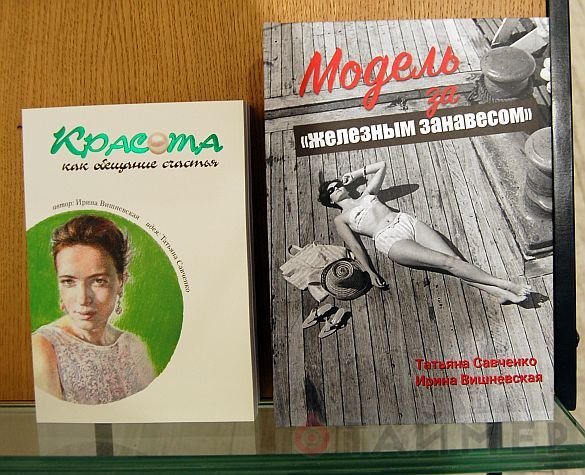 Красота
как обещание счастья
автор: Ирина Вишневская идея: Татьяна Савченко
Модель
за
«железным занавесом»
Татьяна Савченко
Ирина Вишневская
ТАЙМЕР